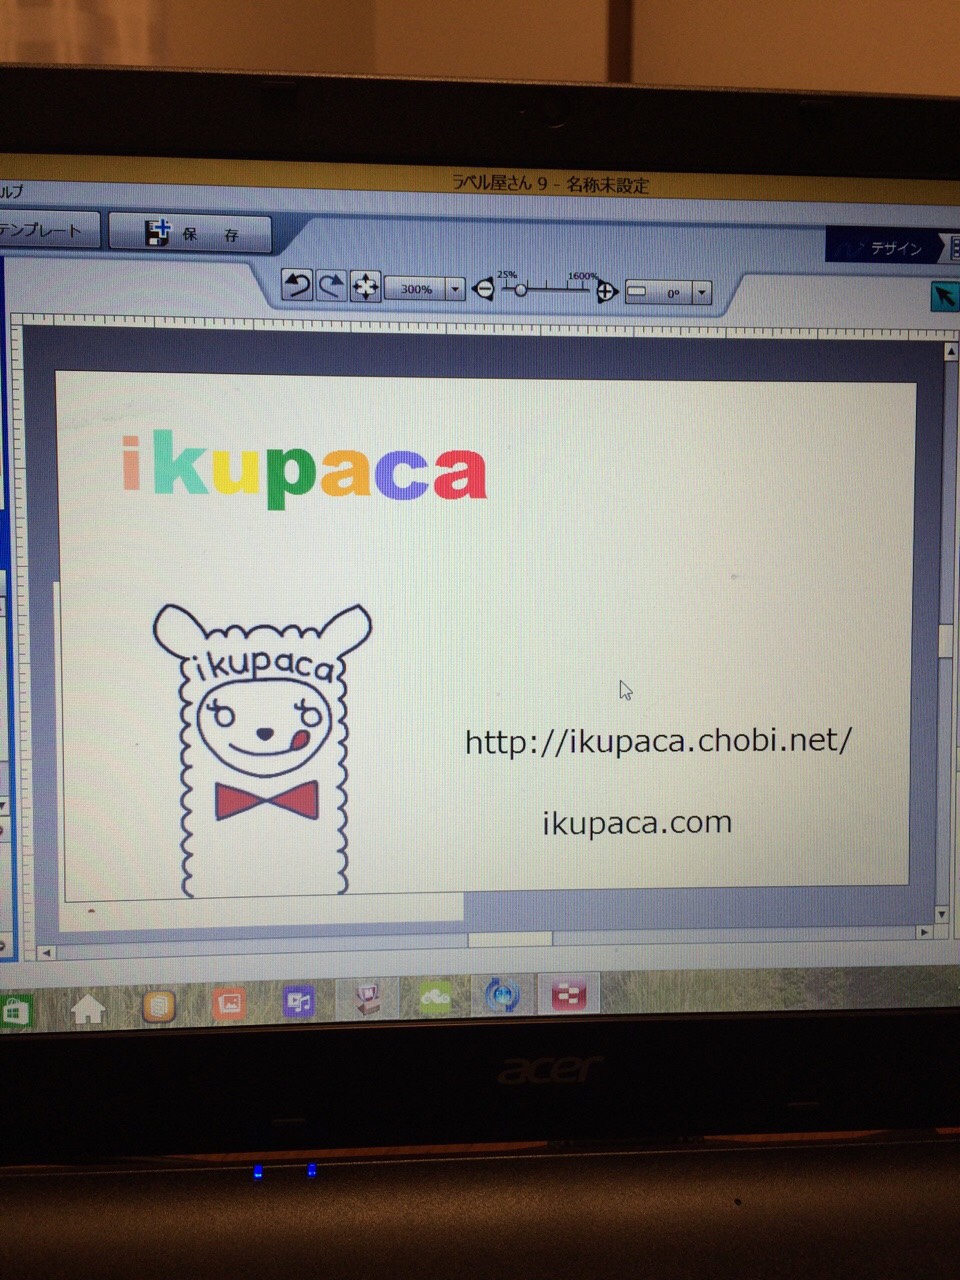 ラベル屋さん 9 - 名称未設定
ルプ
テンプレート
保 存
デザイン
25%
1600%
300%
0°
ikupaca
ikupaca
http://ikupaca.chobi.net/
ikupaca.com
acer